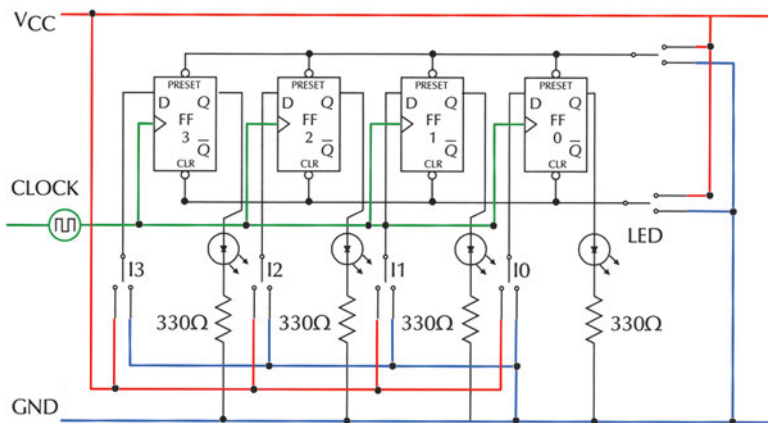 VCC
PRESET PRESET PRESET PRESET
D Q D Q D Q D Q
FF FF FF FF
3 2 1 0
Q Q Q Q
CLR CLR CLR CLR
CLOCK
LED
I3 I2 I1 I0
330Ω 330Ω 330Ω 330Ω
GND